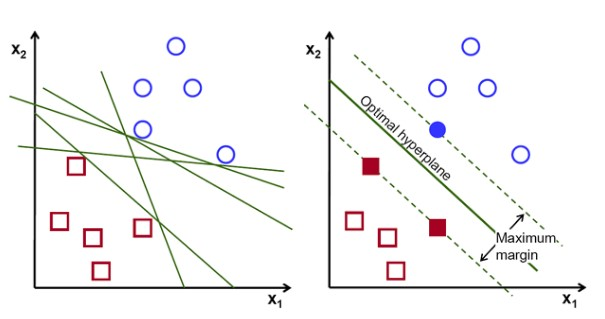 x2
x1
x2
Optimal hyperplane
Maximum
margin
x1